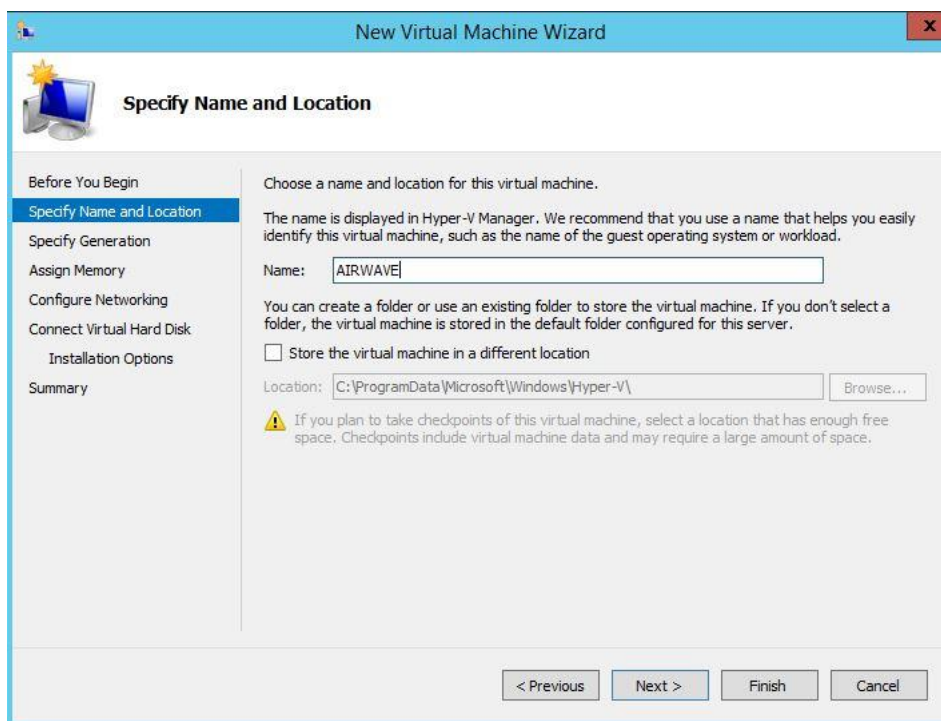 New Virtual Machine Wizard
x
Specify Name and Location
Before You Begin
Specify Name and Location
Specify Generation
Assign Memory
Configure Networking
Connect Virtual Hard Disk
Installation Options
Summary
Choose a name and location for this virtual machine.
The name is displayed in Hyper-V Manager. We recommend that you use a name that helps you easily
identify this virtual machine, such as the name of the guest operating system or workload.
Name: AIRWAVE
You can create a folder or use an existing folder to store the virtual machine. If you don't select a
folder, the virtual machine is stored in the default folder configured for this server.
Store the virtual machine in a different location
Location: C:\ProgramData\Microsoft\Windows\Hyper-V\ Browse...
If you plan to take checkpoints of this virtual machine, select a location that has enough free
space. Checkpoints include virtual machine data and may require a large amount of space.
< Previous Next > Finish Cancel